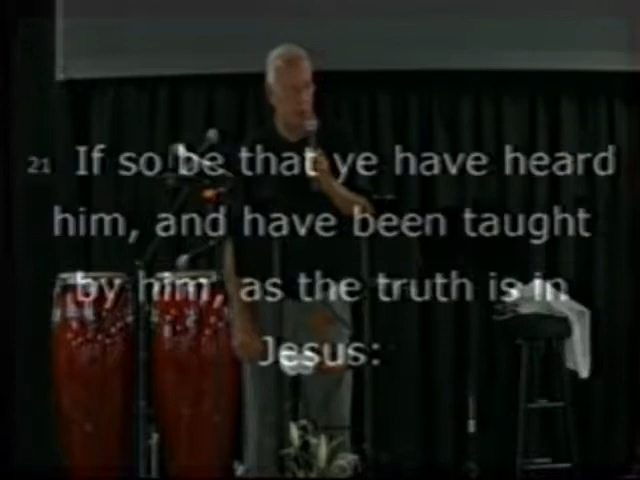 21 If so be that ye have heard
him, and have been taught
by him, as the truth is in
Jesus: